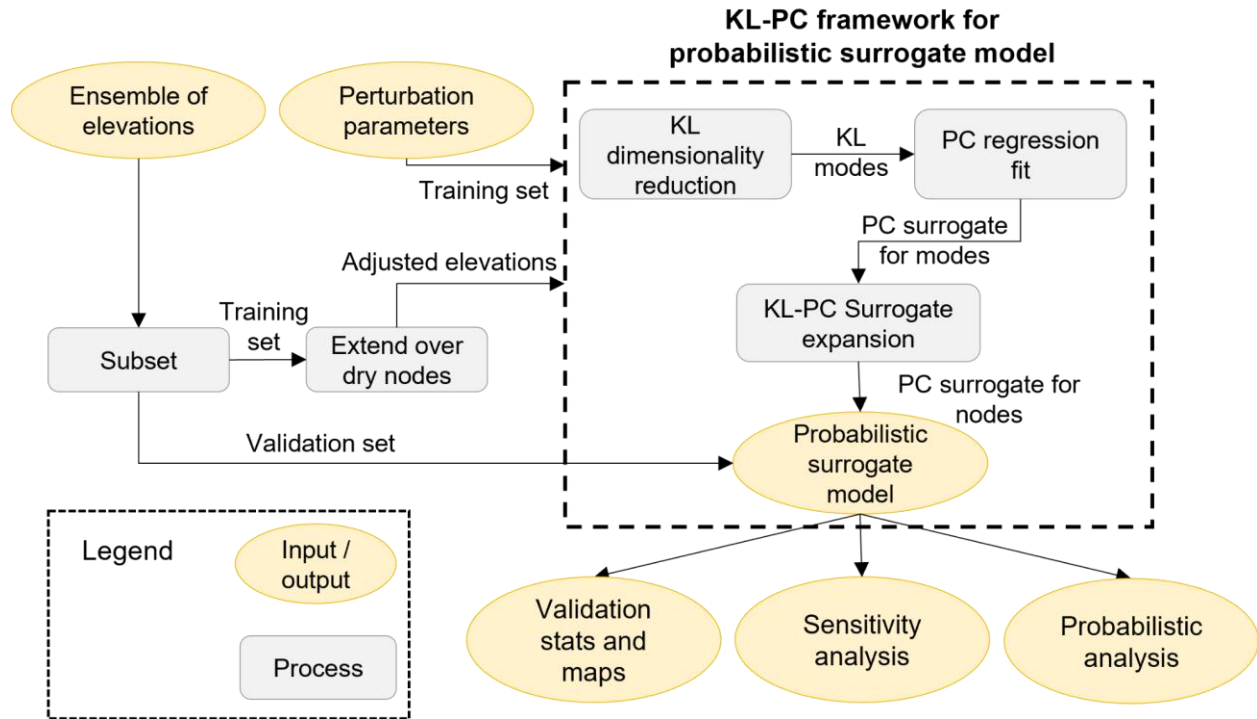 KL-PC framework for
probabilistic surrogate model
Ensemble of
elevations
Perturbation
parameters
KL
dimensionality
reduction
KL
modes
PC regression
fit
Training set
PC surrogate
for modes
Adjusted elevations
Training
set
Subset
Extend over
dry nodes
KL-PC Surrogate
expansion
PC surrogate for
nodes
Validation set
Probabilistic
surrogate
model
Legend
Input /
output
Process
Validation
stats and
maps
Sensitivity
analysis
Probabilistic
analysis